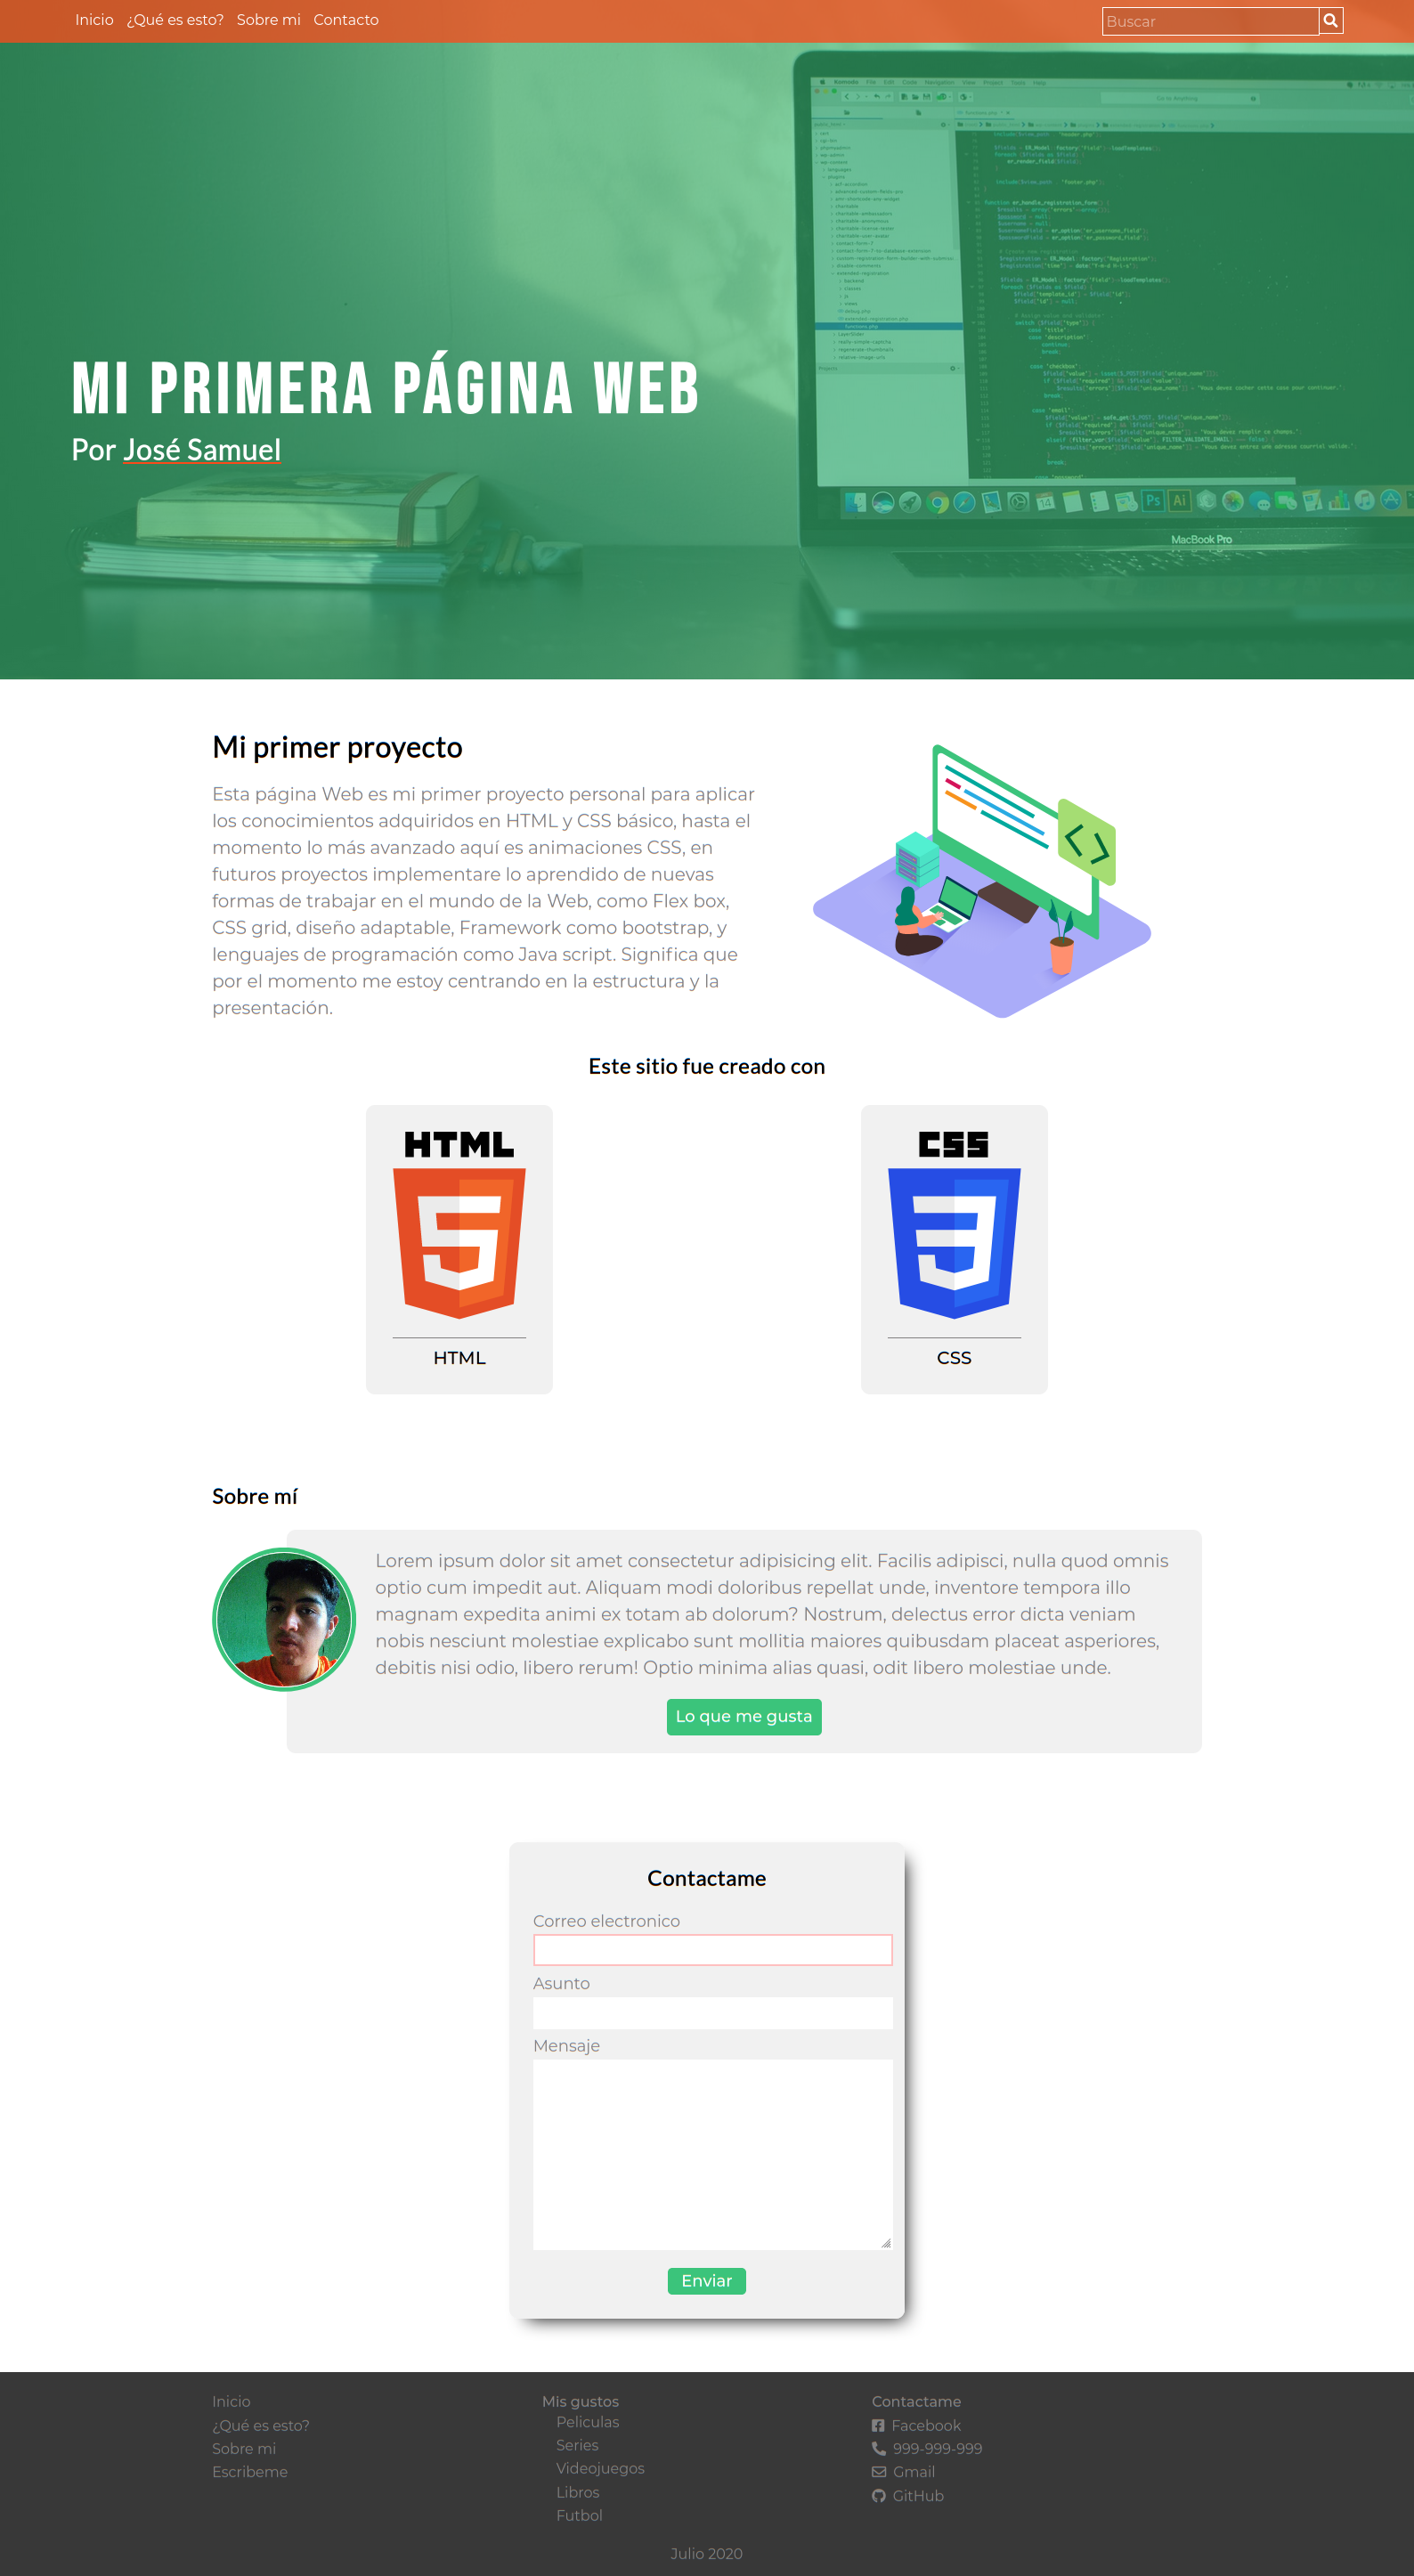 Inicio ¿Qué es esto? Sobre mi Contacto
Buscar
MI PRIMERA PÁGINA WEB
Por José Samuel
MacBook Pro
Mi primer proyecto
Esta página Web es mi primer proyecto personal para aplicar
los conocimientos adquiridos en HTML y CSS básico, hasta el
momento lo más avanzado aquí es animaciones CSS, en
futuros proyectos implementare lo aprendido de nuevas
formas de trabajar en el mundo de la Web, como Flex box,
CSS grid, diseño adaptable, Framework como bootstrap, y
lenguajes de programación como Java script. Significa que
por el momento me estoy centrando en la estructura y la
presentación.
Este sitio fue creado con
HTML
CSS
HTML
CSS
Sobre mí
Lorem ipsum dolor sit amet consectetur adipisicing elit. Facilis adipisci, nulla quod omnis
optio cum impedit aut. Aliquam modi doloribus repellat unde, inventore tempora illo
magnam expedita animi ex totam ab dolorum? Nostrum, delectus error dicta veniam
nobis nesciunt molestiae explicabo sunt mollitia maiores quibusdam placeat asperiores,
debitis nisi odio, libero rerum! Optio minima alias quasi, odit libero molestiae unde.
Lo que me gusta
Contactame
Correo electronico
Asunto
Mensaje
Enviar
Inicio
¿Qué es esto?
Sobre mi
Escribeme
Mis gustos
Peliculas
Series
Videojuegos
Libros
Futbol
Contactame
Facebook
999-999-999
Gmail
GitHub
Julio 2020